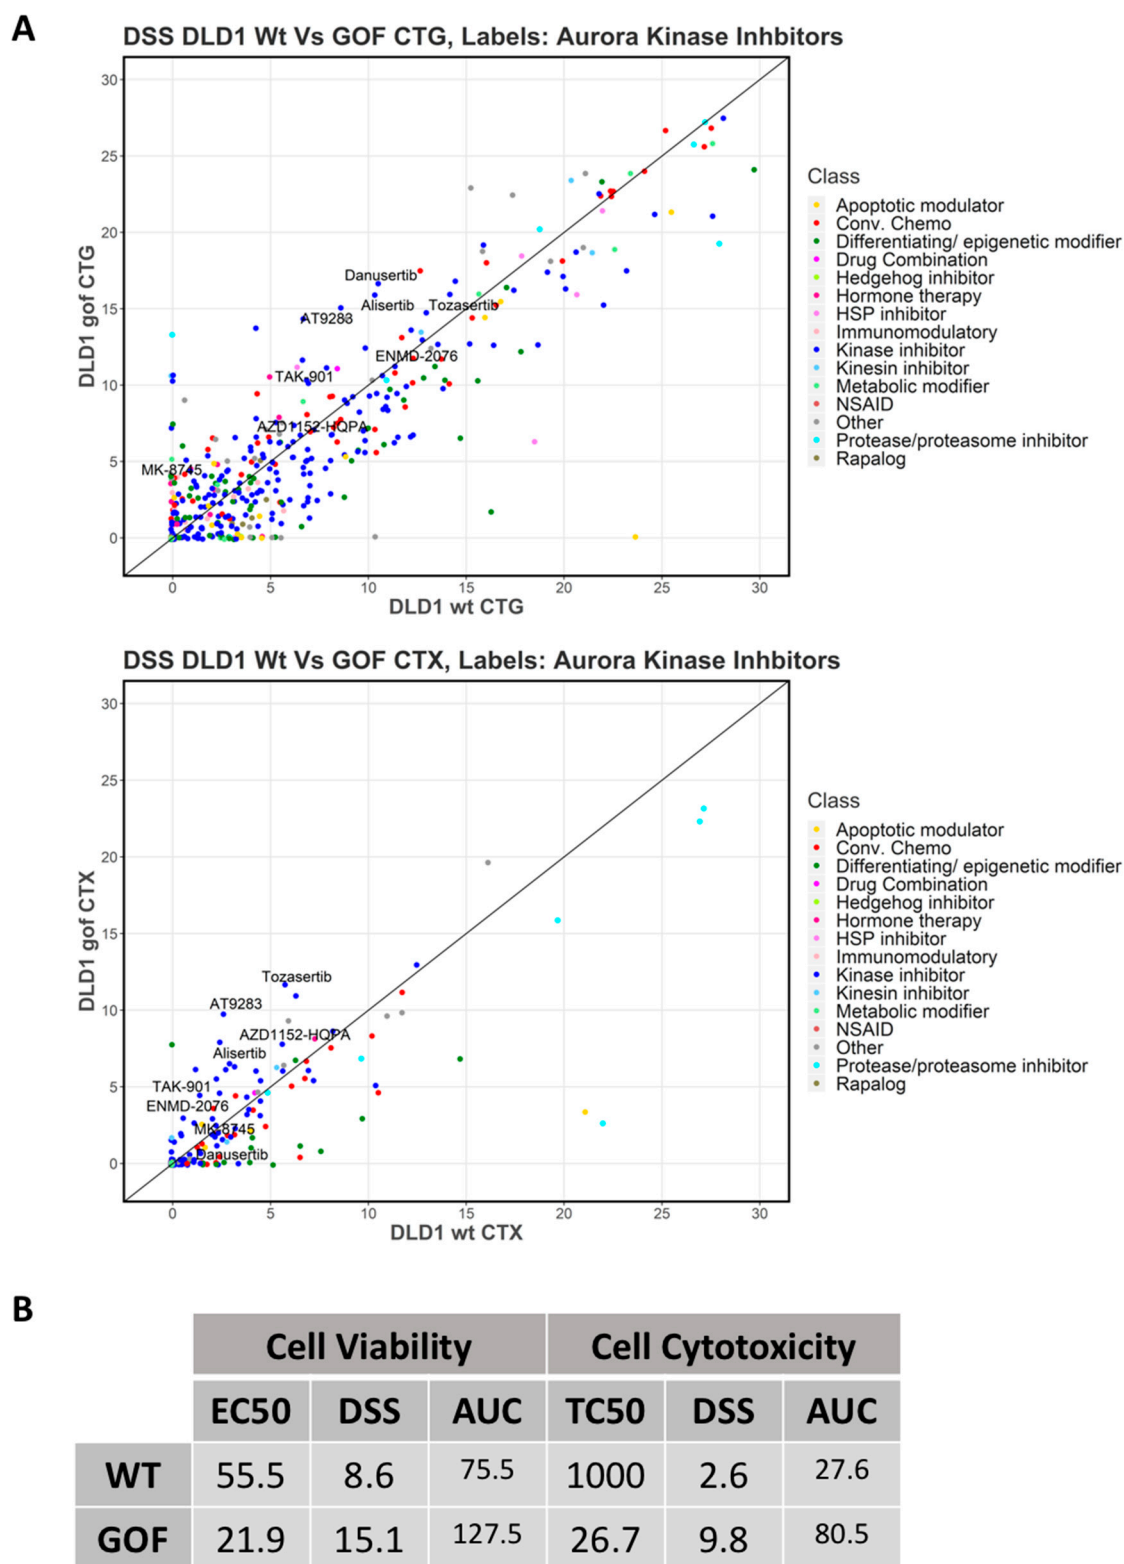 A
DSS DLD1 Wt Vs GOF CTG, Labels: Aurora Kinase Inhbitors
DLD1 gof CTG
30
25
20
15
10
5
0
Danusertib
Alisertib
Tozasertib
AT9283
ENMD-2076
TAK-901
AZD1152-HQPA
MK-8745
0 5 10 15 20 25 30
DLD1 wt CTG
Class
Apoptotic modulator
Conv. Chemo
Differentiating/ epigenetic modifier
Drug Combination
Hedgehog inhibitor
Hormone therapy
HSP inhibitor
Immunomodulatory
Kinase inhibitor
Kinesin inhibitor
Metabolic modifier
NSAID
Other
Protease/proteasome inhibitor
Rapalog
DSS DLD1 Wt Vs GOF CTX, Labels: Aurora Kinase Inhbitors
DLD1 gof CTX
30
25
20
15
10
5
0
Tozasertib
AT9283
AZD1152-HQPA
Alisertib
TAK-901
ENMD-2076
MK-8745
Danusertib
0 5 10 15 20 25 30
DLD1 wt CTX
Class
Apoptotic modulator
Conv. Chemo
Differentiating/ epigenetic modifier
Drug Combination
Hedgehog inhibitor
Hormone therapy
HSP inhibitor
Immunomodulatory
Kinase inhibitor
Kinesin inhibitor
Metabolic modifier
NSAID
Other
Protease/proteasome inhibitor
Rapalog
B
Cell Viability Cell Cytotoxicity
EC50 DSS AUC TC50 DSS AUC
WT 55.5 8.6 75.5 1000 2.6 27.6
GOF 21.9 15.1 127.5 26.7 9.8 80.5